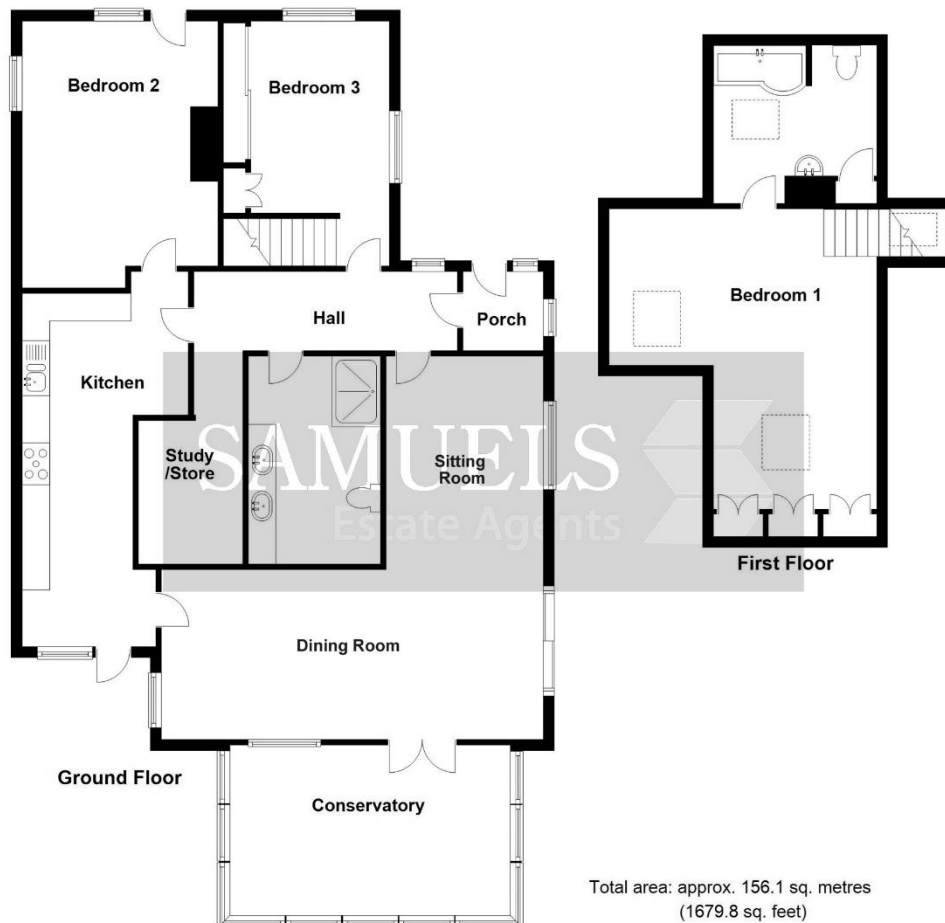 Bedroom 2
Bedroom 3
Hall
Porch
Kitchen
Study
/Store
Sitting
Room
SAMUELS
Estate Agents
Dining Room
Ground Floor
Conservatory
Bedroom 1
First Floor
Total area: approx. 156.1 sq. metres
(1679.8 sq. feet)